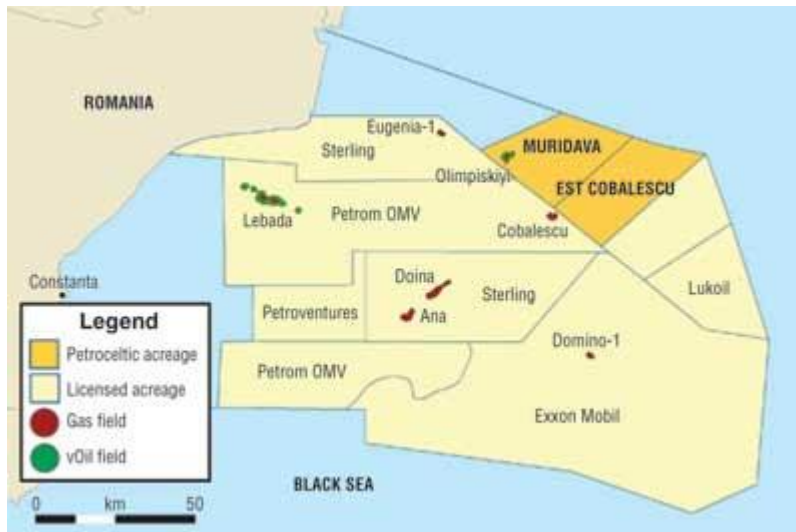 ROMANIA
Eugenia-1
Sterling
MURIDAVA
Olimpiskiyl
EST COBALESCU
Lebada
Petrom OMV
Cobalescu
Constanta
Doina
Sterling
Lukoil
Petroventures
Ana
Domino-1
Petrom OMV
Exxon Mobil
BLACK SEA
Legend
Petroceltic acreage
Licensed acreage
Gas field
vOil field
0 km 50